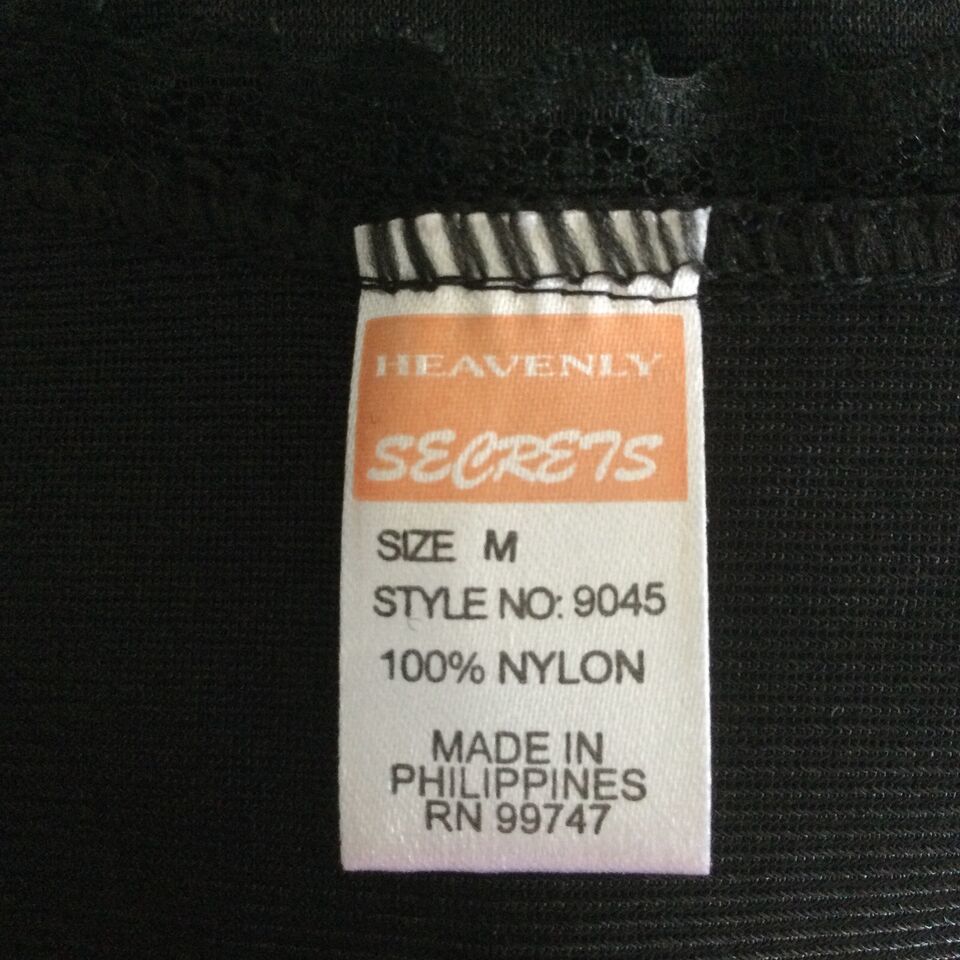 HEAVENLY
SECRETS
SIZE M
STYLE NO: 9045
100% NYLON
MADE IN
PHILIPPINES
RN 99747